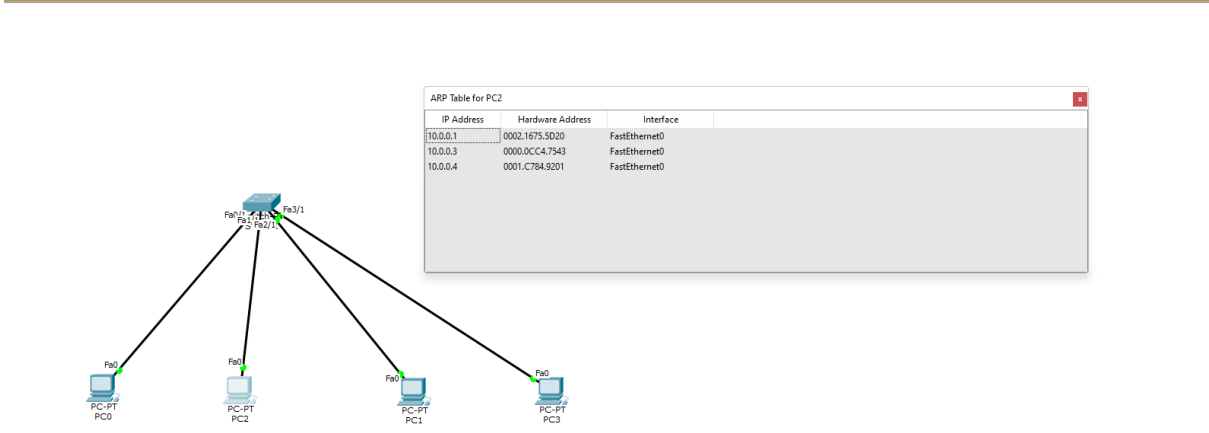 ARP Table for PC2
x
IP Address Hardware Address Interface
10.0.0.1 0002.1675.5D20 FastEthernet0
10.0.0.3 0000.0CC4.7543 FastEthernet0
10.0.0.4 0001.C784.9201 FastEthernet0
Fa3/1
Fa2/1
Fa0
Fa0
Fa0
Fa0
PC-PT
PC0
PC-PT
PC2
PC-PT
PC1
PC-PT
PC3